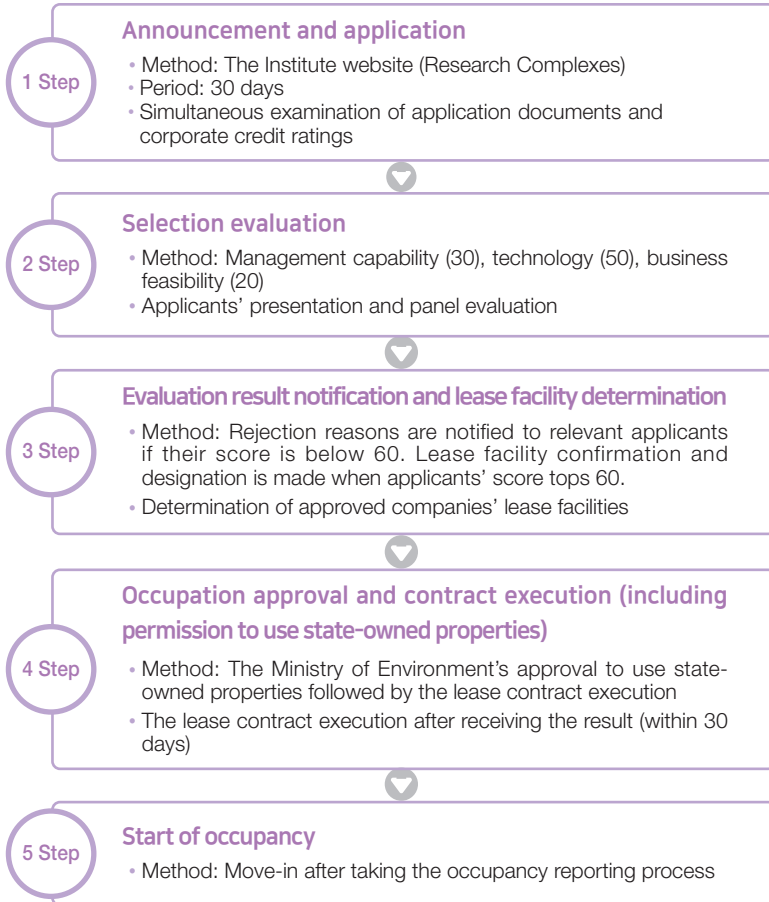 1 Step
Announcement and application
• Method: The Institute website (Research Complexes)
• Period: 30 days
• Simultaneous examination of application documents and
corporate credit ratings
2 Step
Selection evaluation
• Method: Management capability (30), technology (50), business
feasibility (20)
• Applicants’ presentation and panel evaluation
3 Step
Evaluation result notification and lease facility determination
• Method: Rejection reasons are notified to relevant applicants
if their score is below 60. Lease facility confirmation and
designation is made when applicants’ score tops 60.
• Determination of approved companies’ lease facilities
4 Step
Occupation approval and contract execution (including
permission to use state-owned properties)
• Method: The Ministry of Environment’s approval to use state-
owned properties followed by the lease contract execution
• The lease contract execution after receiving the result (within 30
days)
5 Step
Start of occupancy
• Method: Move-in after taking the occupancy reporting process